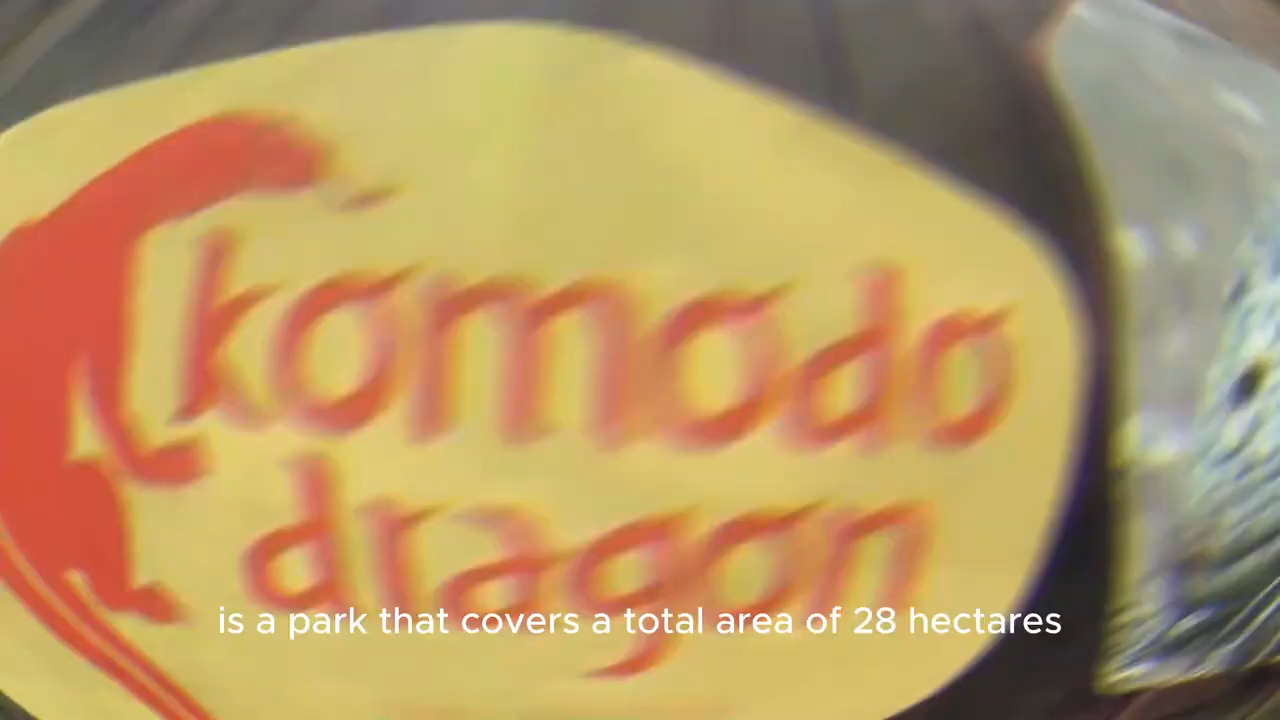 komodo
dragon
is a park that covers a total area of 28 hectares